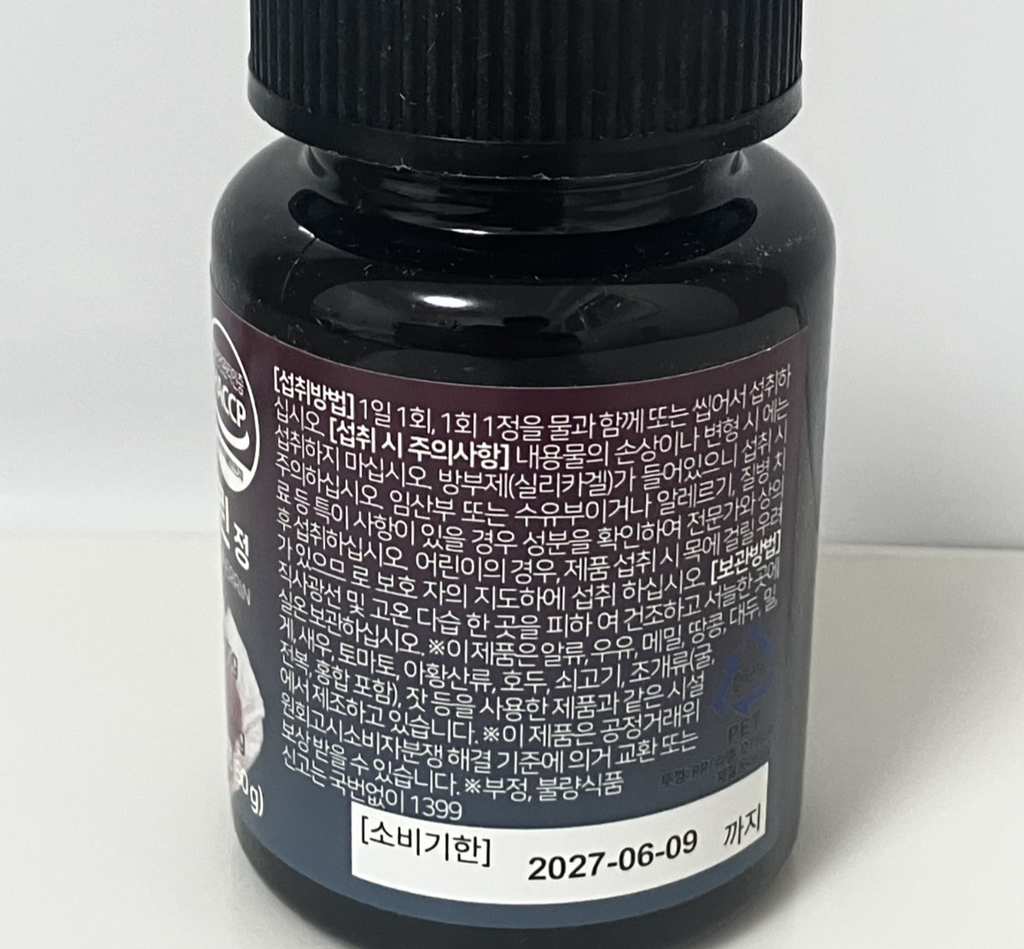 CCP
정
0g)
[섭취방법] 1일 1회, 1회 1정을 물과 함께 또는 씹어서 섭취하
십시오. [섭취 시 주의사항] 내용물의 손상이나 변형 시 에는
섭취하지 마십시오. 방부제(실리카겔)가 들어있으니 섭취 시
주의하십시오. 임산부 또는 수유부이거나 알레르기, 질병 치
료 등 특이 사항이 있을 경우 성분을 확인하여 전문가와 상의
후 섭취하십시오. 어린이의 경우, 제품 섭취 시 목에 걸릴 우려
가 있으므 로 보호 자의 지도하에 섭취 하십시오 [보관방법]
직사광선 및 고온 다습 한 곳을 피하 여 건조하고 서늘한 곳에
실온 보관하십시오. ※이 제품은 알류, 우유, 메밀, 땅콩, 대두, 밀,
게, 새우, 토마토, 아황산류, 호두, 쇠고기, 조개류(굴,
전복, 홍합 포함), 잣 등을 사용한 제품과 같은 시설
에서 제조하고 있습니다. ※이 제품은 공정거래위
원회고시 소비자분쟁 해결 기준에 의거 교환 또는
보상 받을 수 있습니다. ※부정, 불량식품
신고는 국번없이 1399
PET
[소비기한] 2027-06-09 까지